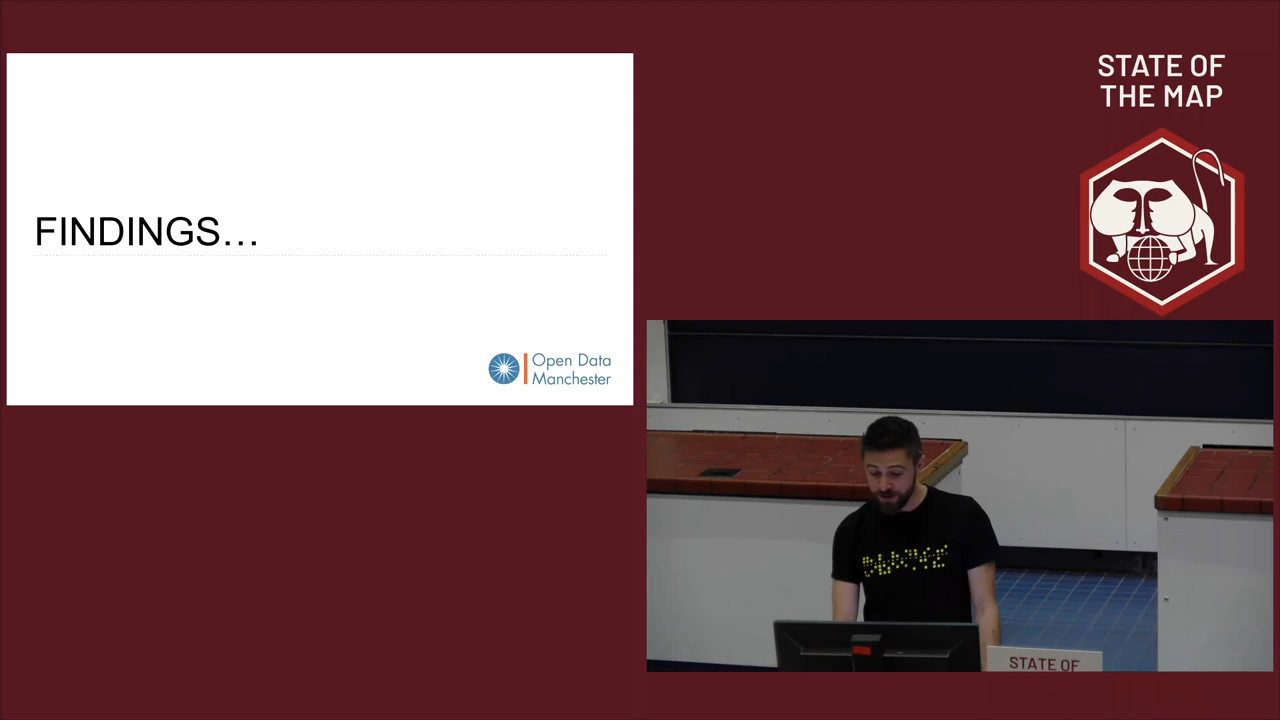 FINDINGS…
Open Data
Manchester
STATE OF
THE MAP
STATE OF